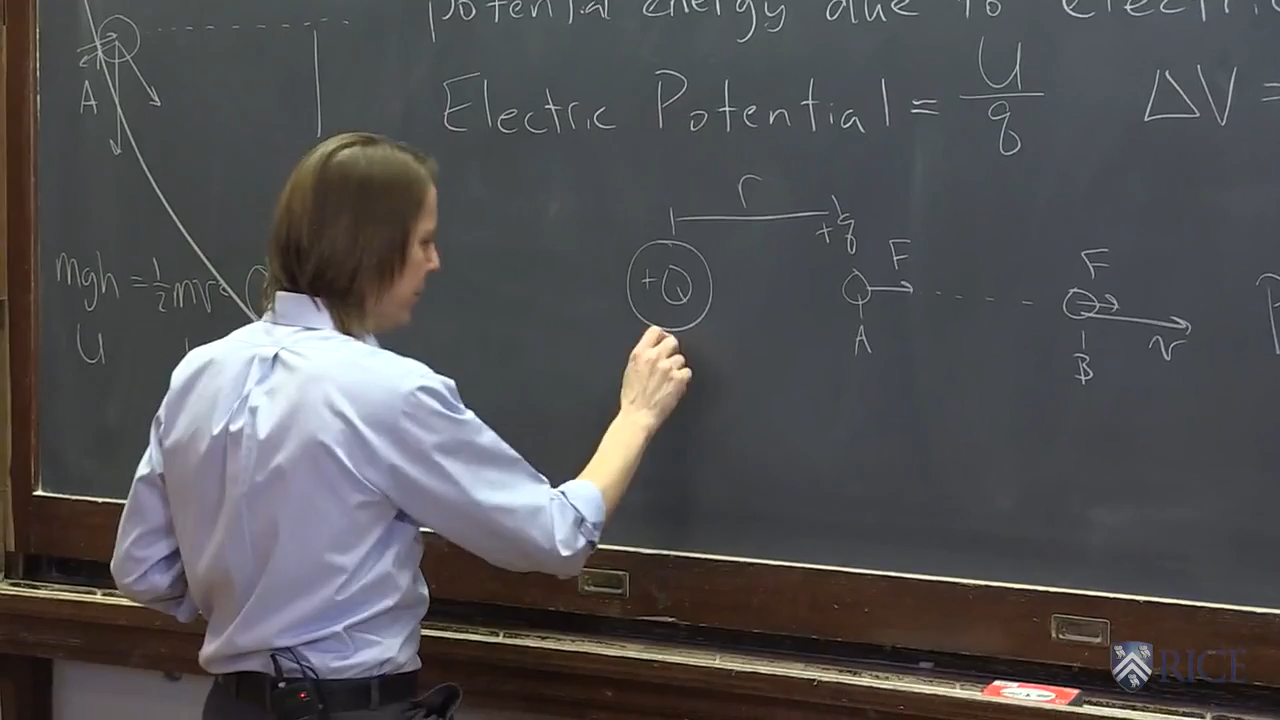 potential energy due to electric
Electric Potential = U/q ΔV =
A
r
+q
+Q
F
F
A
B
v
mgh = ½mv²
U
RICE